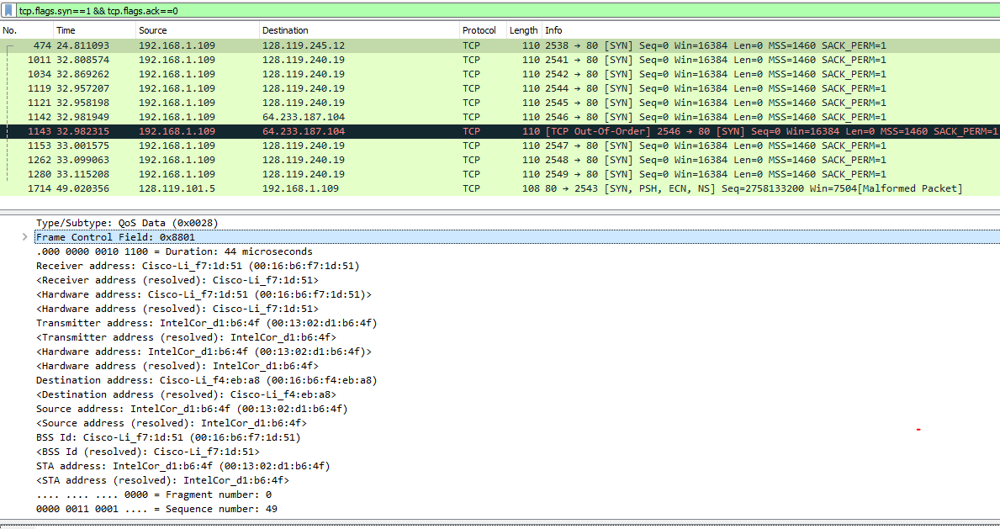 tcp.flags.syn==1 && tcp.flags.ack==0
No. Time Source Destination Protocol Length Info
474 24.811093 192.168.1.109 128.119.245.12 TCP 110 2538 → 80 [SYN] Seq=0 Win=16384 Len=0 MSS=1460 SACK_PERM=1
1011 32.808574 192.168.1.109 128.119.240.19 TCP 110 2541 → 80 [SYN] Seq=0 Win=16384 Len=0 MSS=1460 SACK_PERM=1
1034 32.869262 192.168.1.109 128.119.240.19 TCP 110 2542 → 80 [SYN] Seq=0 Win=16384 Len=0 MSS=1460 SACK_PERM=1
1119 32.957207 192.168.1.109 128.119.240.19 TCP 110 2544 → 80 [SYN] Seq=0 Win=16384 Len=0 MSS=1460 SACK_PERM=1
1121 32.958198 192.168.1.109 128.119.240.19 TCP 110 2545 → 80 [SYN] Seq=0 Win=16384 Len=0 MSS=1460 SACK_PERM=1
1142 32.981949 192.168.1.109 64.233.187.104 TCP 110 2546 → 80 [SYN] Seq=0 Win=16384 Len=0 MSS=1460 SACK_PERM=1
1143 32.982315 192.168.1.109 64.233.187.104 TCP 110 [TCP Out-Of-Order] 2546 → 80 [SYN] Seq=0 Win=16384 Len=0 MSS=1460 SACK_PERM=1
1153 33.001575 192.168.1.109 128.119.240.19 TCP 110 2547 → 80 [SYN] Seq=0 Win=16384 Len=0 MSS=1460 SACK_PERM=1
1262 33.099063 192.168.1.109 128.119.240.19 TCP 110 2548 → 80 [SYN] Seq=0 Win=16384 Len=0 MSS=1460 SACK_PERM=1
1280 33.115208 192.168.1.109 128.119.240.19 TCP 110 2549 → 80 [SYN] Seq=0 Win=16384 Len=0 MSS=1460 SACK_PERM=1
1714 49.020356 128.119.101.5 192.168.1.109 TCP 108 80 → 2543 [SYN, PSH, ECN, NS] Seq=2758133200 Win=7504[Malformed Packet]
Type/Subtype: QoS Data (0x0028)
Frame Control Field: 0x8801
.000 0000 0010 1100 = Duration: 44 microseconds
Receiver address: Cisco-Li_f7:1d:51 (00:16:b6:f7:1d:51)
<Receiver address (resolved): Cisco-Li_f7:1d:51>
<Hardware address: Cisco-Li_f7:1d:51 (00:16:b6:f7:1d:51)>
<Hardware address (resolved): Cisco-Li_f7:1d:51>
Transmitter address: IntelCor_d1:b6:4f (00:13:02:d1:b6:4f)
<Transmitter address (resolved): IntelCor_d1:b6:4f>
<Hardware address: IntelCor_d1:b6:4f (00:13:02:d1:b6:4f)>
<Hardware address (resolved): IntelCor_d1:b6:4f>
Destination address: Cisco-Li_f4:eb:a8 (00:16:b6:f4:eb:a8)
<Destination address (resolved): Cisco-Li_f4:eb:a8>
Source address: IntelCor_d1:b6:4f (00:13:02:d1:b6:4f)
<Source address (resolved): IntelCor_d1:b6:4f>
BSS Id: Cisco-Li_f7:1d:51 (00:16:b6:f7:1d:51)
<BSS Id (resolved): Cisco-Li_f7:1d:51>
STA address: IntelCor_d1:b6:4f (00:13:02:d1:b6:4f)
<STA address (resolved): IntelCor_d1:b6:4f>
.... .... .... 0000 = Fragment number: 0
0000 0011 0001 .... = Sequence number: 49